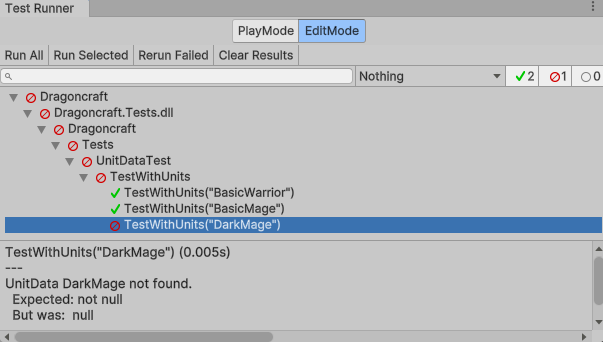 Test Runner
PlayMode EditMode
Run All Run Selected Rerun Failed Clear Results
Nothing 2 1 0
Dragoncraft
Dragoncraft.Tests.dll
Dragoncraft
Tests
UnitDataTest
TestWithUnits
TestWithUnits("BasicWarrior")
TestWithUnits("BasicMage")
TestWithUnits("DarkMage")
TestWithUnits("DarkMage") (0.005s)
---
UnitData DarkMage not found.
Expected: not null
But was: null